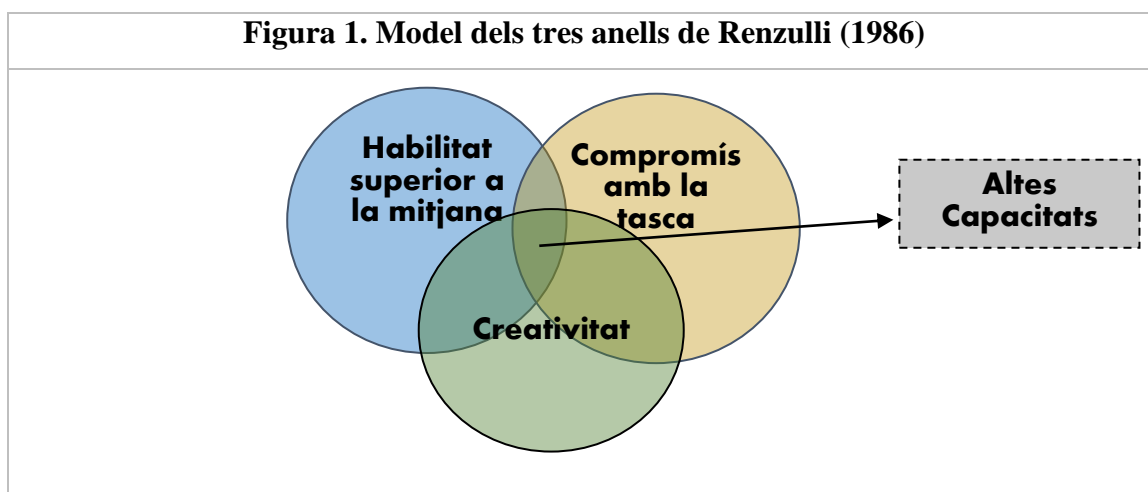 Figura 1. Model dels tres anells de Renzulli (1986)
Habilitat
superior a
la mitjana
Compromís
amb la
tasca
Altes
Capacitats
Creativitat